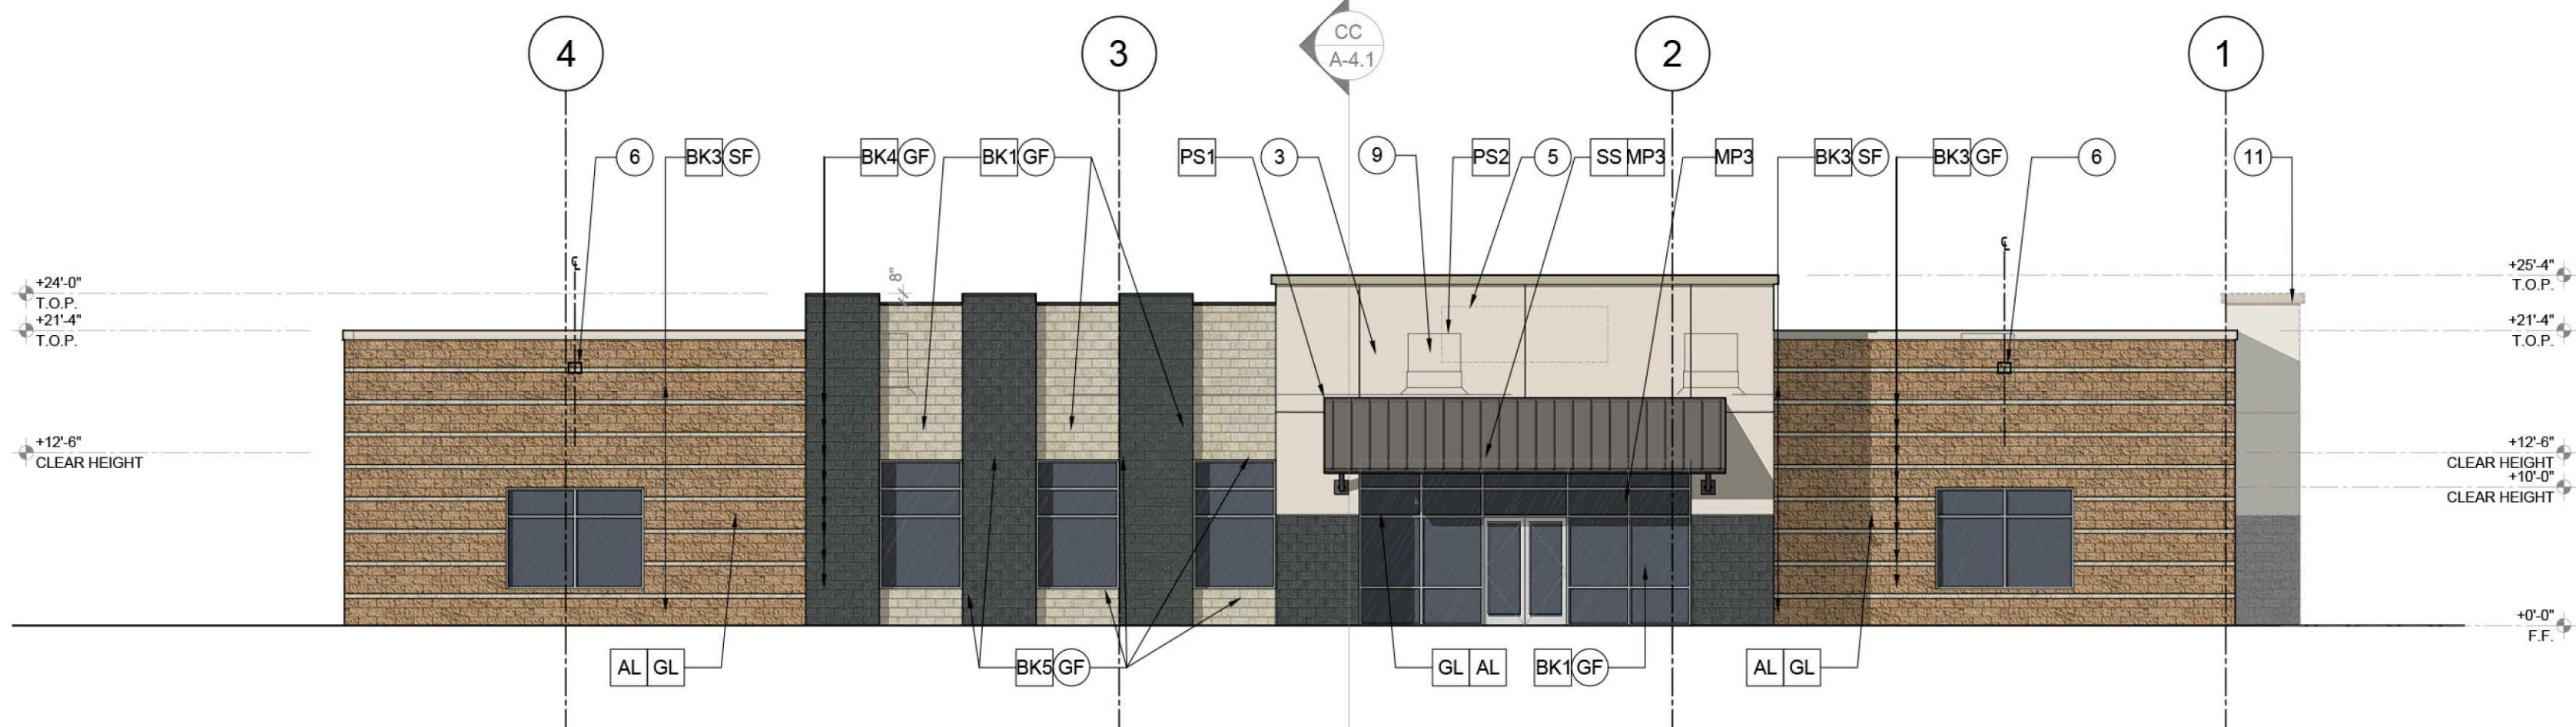 4
3
CC
A-4.1
2
1
6
BK3 SF
BK4 GF
BK1 GF
PS1
3
9
PS2
5
SS MP3
MP3
BK3 SF
BK3 GF
6
11
+24'-0"
T.O.P.
+21'-4"
T.O.P.
+12'-6"
CLEAR HEIGHT
℄
8"
℄
+25'-4"
T.O.P.
+21'-4"
T.O.P.
+12'-6"
CLEAR HEIGHT
+10'-0"
CLEAR HEIGHT
+0'-0"
F.F.
AL GL
BK5 GF
GL AL
BK1 GF
AL GL